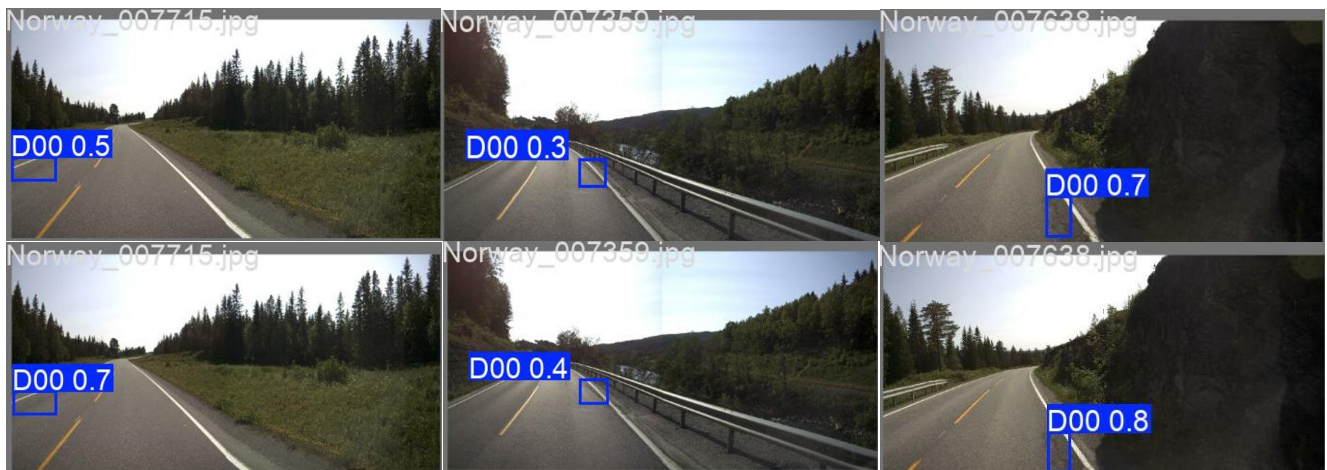 Norway_007715.jpg
Norway_007359.jpg
Norway_007638.jpg
D00 0.5
D00 0.3
D00 0.7
Norway_007715.jpg
Norway_007359.jpg
Norway_007638.jpg
D00 0.7
D00 0.4
D00 0.8